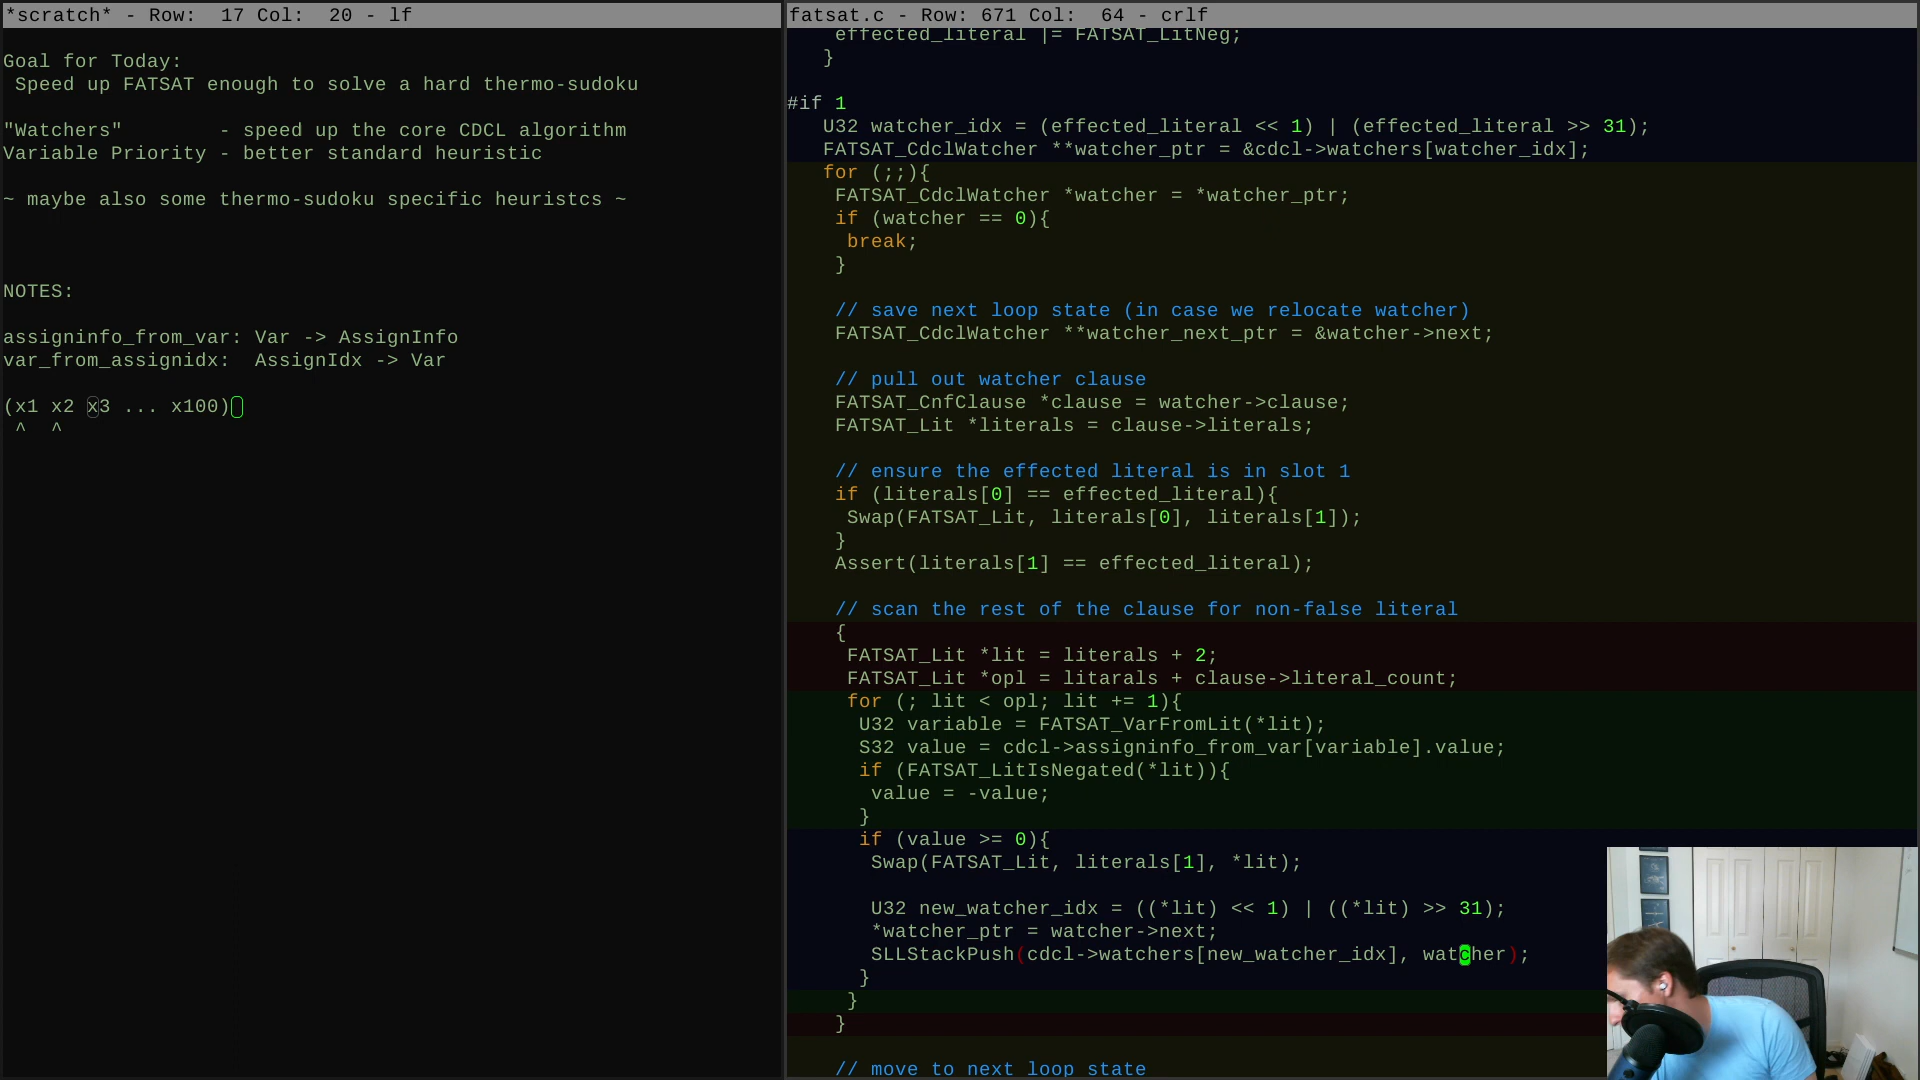 *scratch* - Row:  17 Col:  20 - lf
Goal for Today:
 Speed up FATSAT enough to solve a hard thermo-sudoku
"Watchers"        - speed up the core CDCL algorithm
Variable Priority - better standard heuristic
~ maybe also some thermo-sudoku specific heuristcs ~
NOTES:
assigninfo_from_var: Var -> AssignInfo
var_from_assignidx:  AssignIdx -> Var
(x1 x2 x3 ... x100)
 ^  ^
fatsat.c - Row: 671 Col:  64 - crlf
    effected_literal |= FATSAT_LitNeg;
   }
#if 1
   U32 watcher_idx = (effected_literal << 1) | (effected_literal >> 31);
   FATSAT_CdclWatcher **watcher_ptr = &cdcl->watchers[watcher_idx];
   for (;;){
    FATSAT_CdclWatcher *watcher = *watcher_ptr;
    if (watcher == 0){
     break;
    }
    // save next loop state (in case we relocate watcher)
    FATSAT_CdclWatcher **watcher_next_ptr = &watcher->next;
    // pull out watcher clause
    FATSAT_CnfClause *clause = watcher->clause;
    FATSAT_Lit *literals = clause->literals;
    // ensure the effected literal is in slot 1
    if (literals[0] == effected_literal){
     Swap(FATSAT_Lit, literals[0], literals[1]);
    }
    Assert(literals[1] == effected_literal);
    // scan the rest of the clause for non-false literal
    {
     FATSAT_Lit *lit = literals + 2;
     FATSAT_Lit *opl = litarals + clause->literal_count;
     for (; lit < opl; lit += 1){
      U32 variable = FATSAT_VarFromLit(*lit);
      S32 value = cdcl->assigninfo_from_var[variable].value;
      if (FATSAT_LitIsNegated(*lit)){
       value = -value;
      }
      if (value >= 0){
       Swap(FATSAT_Lit, literals[1], *lit);
       U32 new_watcher_idx = ((*lit) << 1) | ((*lit) >> 31);
       *watcher_ptr = watcher->next;
       SLLStackPush(cdcl->watchers[new_watcher_idx], watcher);
      }
     }
    }
    // move to next loop state